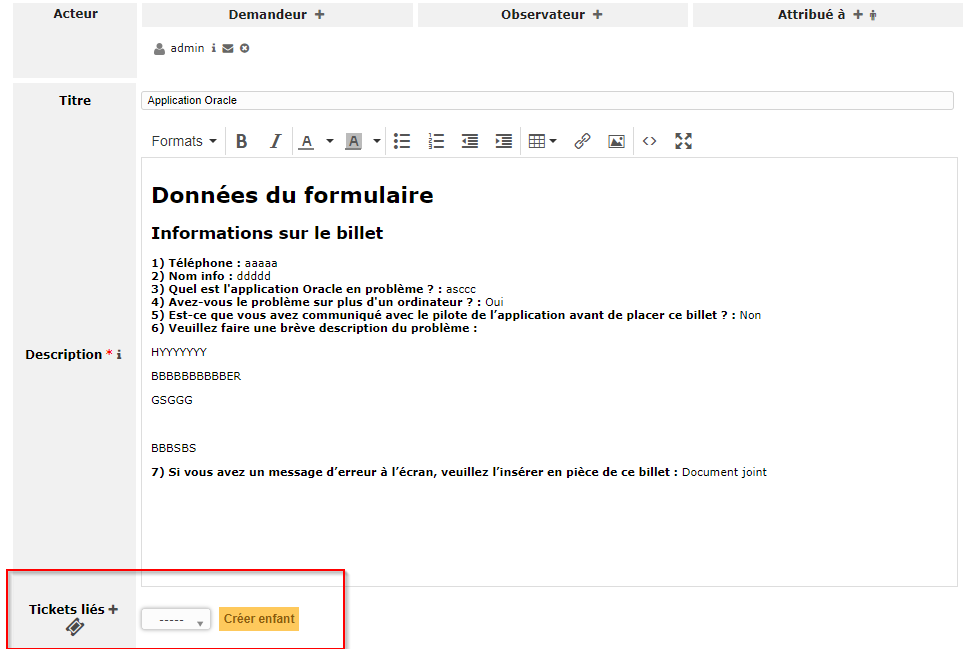 Acteur Demandeur + Observateur + Attribué à +
admin
Titre Application Oracle
Formats B I A A
Données du formulaire
Informations sur le billet
1) Téléphone : aaaaa
2) Nom info : ddddd
3) Quel est l'application Oracle en problème ? : asccc
4) Avez-vous le problème sur plus d'un ordinateur ? : Oui
5) Est-ce que vous avez communiqué avec le pilote de l’application avant de placer ce billet ? : Non
6) Veuillez faire une brève description du problème :
Description * i
HYYYYYYY
BBBBBBBBBBER
GSGGG
BBBSBS
7) Si vous avez un message d’erreur à l’écran, veuillez l’insérer en pièce de ce billet : Document joint
Tickets liés +
----- Créer enfant